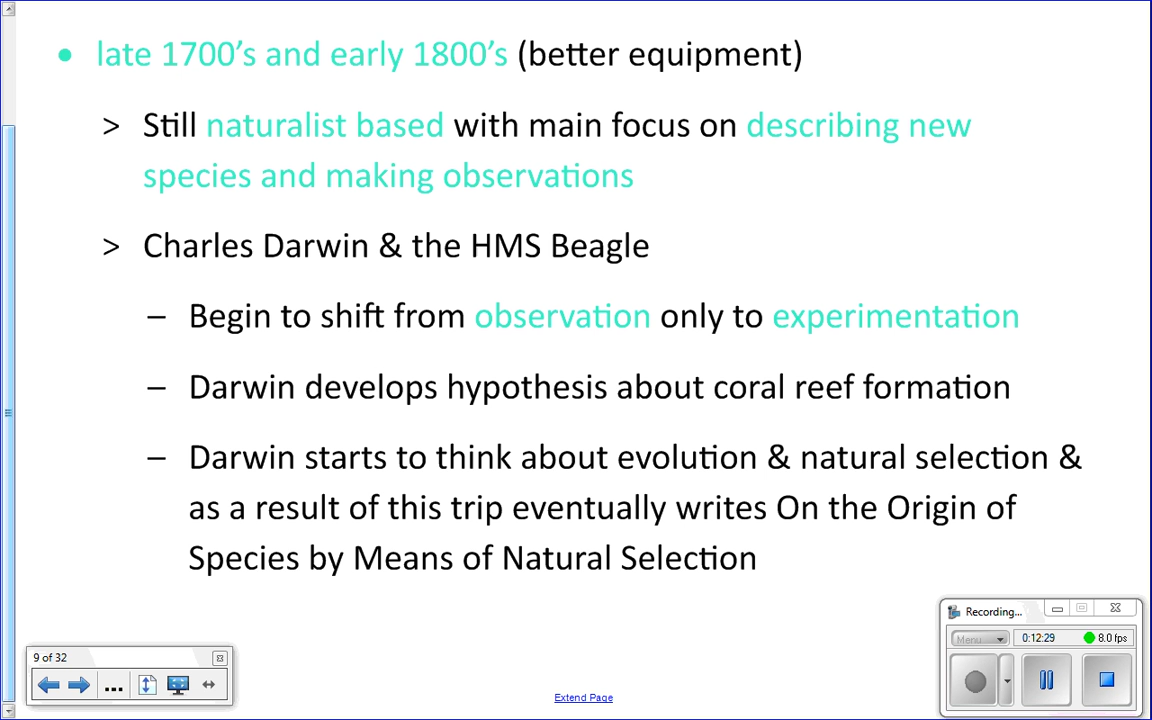 • late 1700’s and early 1800’s (better equipment)
> Still naturalist based with main focus on describing new
species and making observations
> Charles Darwin & the HMS Beagle
– Begin to shift from observation only to experimentation
– Darwin develops hypothesis about coral reef formation
– Darwin starts to think about evolution & natural selection &
as a result of this trip eventually writes On the Origin of
Species by Means of Natural Selection
Recording...
Menu
0:12:29
8.0 fps
9 of 32
...
Extend Page